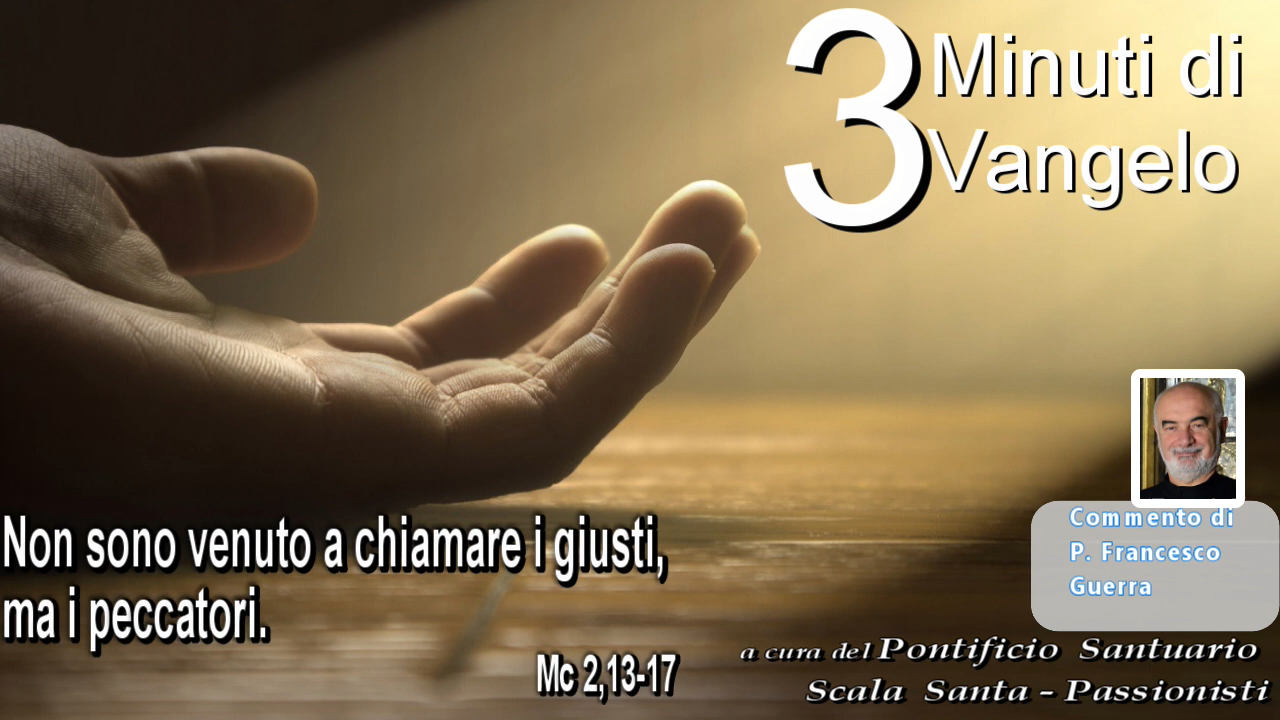 3 Minuti di
Vangelo
Non sono venuto a chiamare i giusti,
ma i peccatori.
Mc 2,13-17
Commento di
P. Francesco
Guerra
a cura del Pontificio Santuario
Scala Santa - Passionisti